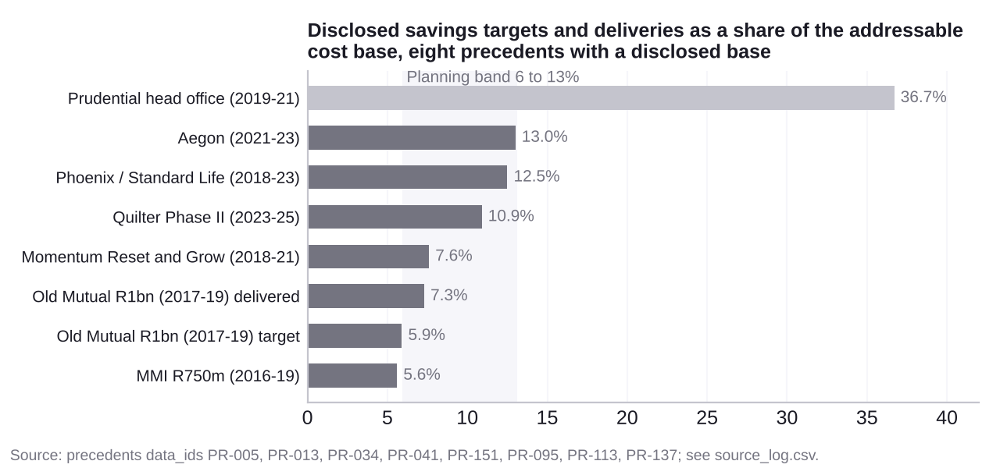 Disclosed savings targets and deliveries as a share of the addressable
cost base, eight precedents with a disclosed base
Planning band 6 to 13%
Prudential head office (2019-21) 36.7%
Aegon (2021-23) 13.0%
Phoenix / Standard Life (2018-23) 12.5%
Quilter Phase II (2023-25) 10.9%
Momentum Reset and Grow (2018-21) 7.6%
Old Mutual R1bn (2017-19) delivered 7.3%
Old Mutual R1bn (2017-19) target 5.9%
MMI R750m (2016-19) 5.6%
0 5 10 15 20 25 30 35 40
Source: precedents data_ids PR-005, PR-013, PR-034, PR-041, PR-151, PR-095, PR-113, PR-137; see source_log.csv.